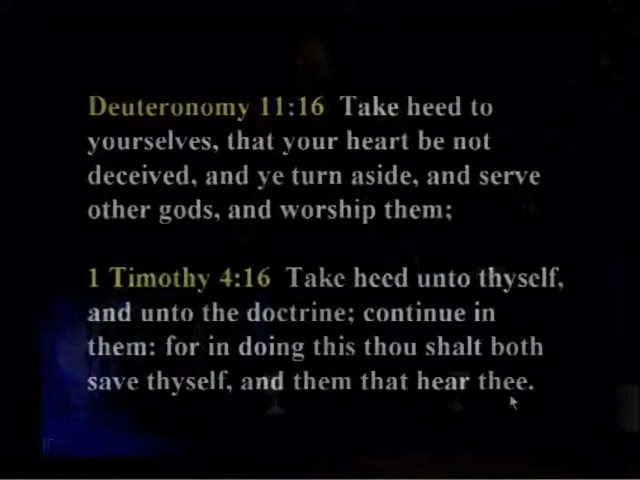 Deuteronomy 11:16 Take heed to
yourselves, that your heart be not
deceived, and ye turn aside, and serve
other gods, and worship them;
1 Timothy 4:16 Take heed unto thyself,
and unto the doctrine; continue in
them: for in doing this thou shalt both
save thyself, and them that hear thee.